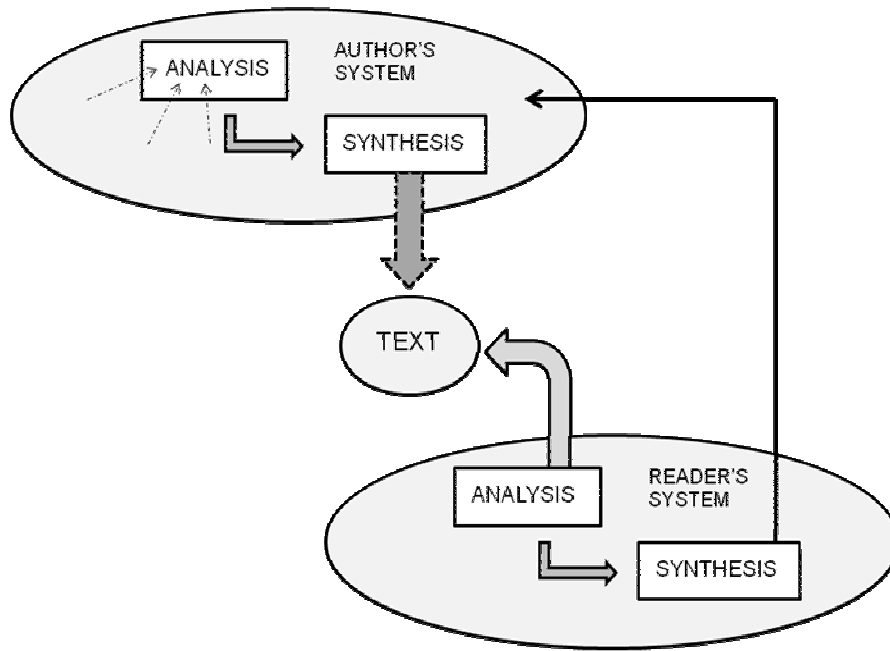 ANALYSIS
AUTHOR'S
SYSTEM
SYNTHESIS
TEXT
ANALYSIS
READER'S
SYSTEM
SYNTHESIS